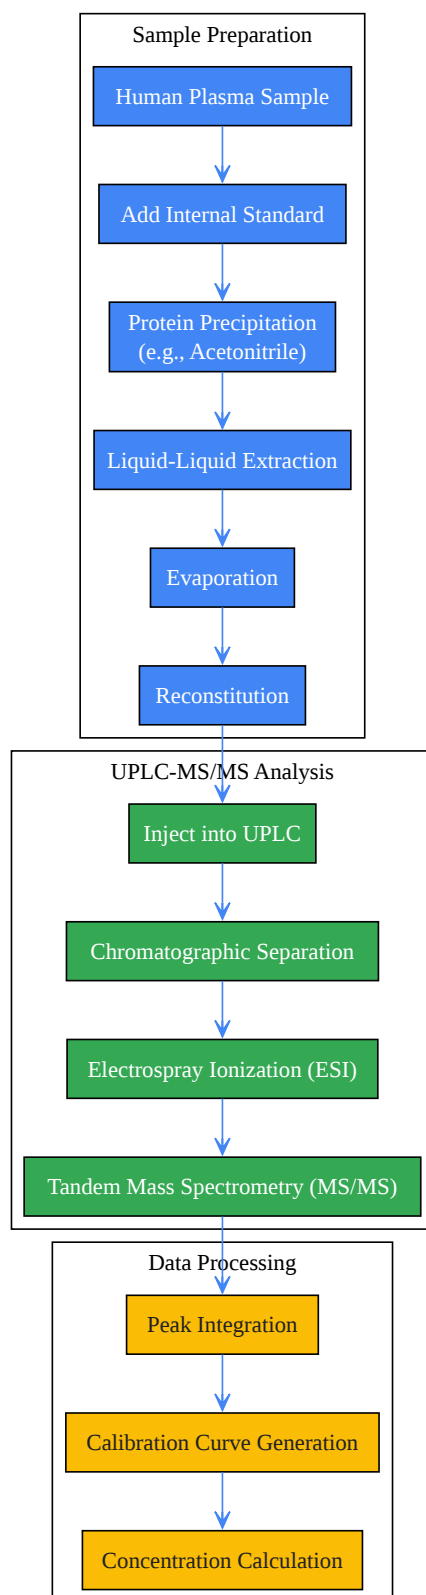 Sample Preparation
Human Plasma Sample
Add Internal Standard
Protein Precipitation
(e.g., Acetonitrile)
Liquid-Liquid Extraction
Evaporation
Reconstitution
UPLC-MS/MS Analysis
Inject into UPLC
Chromatographic Separation
Electrospray Ionization (ESI)
Tandem Mass Spectrometry (MS/MS)
Data Processing
Peak Integration
Calibration Curve Generation
Concentration Calculation